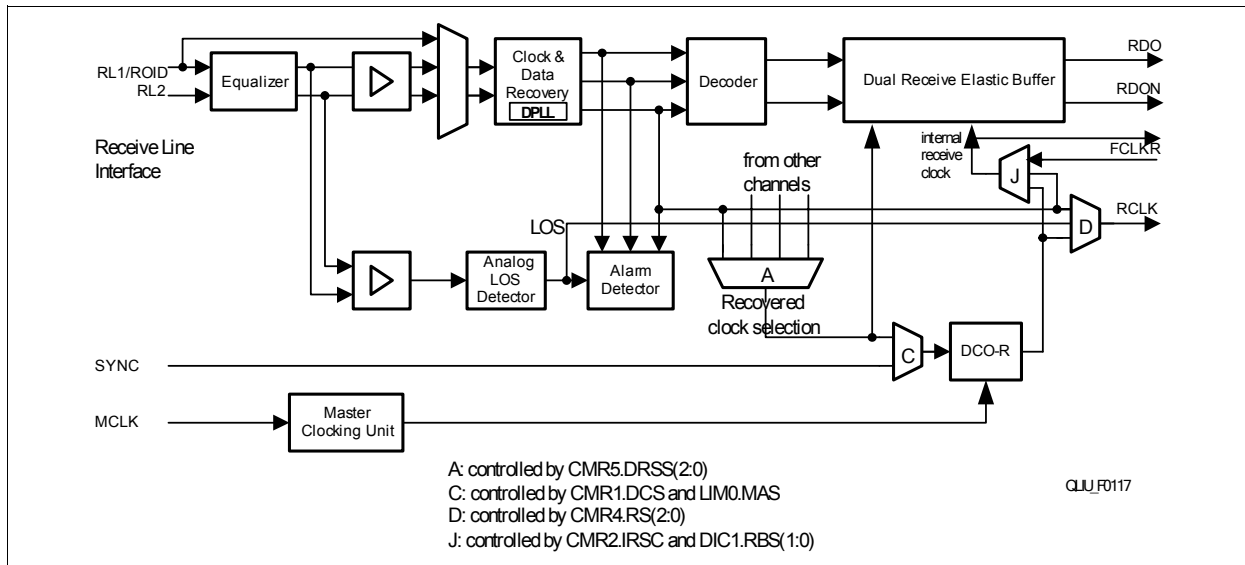 RL1/ROID
RL2
Equalizer
Clock &
Data
Recovery
DPLL
Decoder
Dual Receive Elastic Buffer
RDO
RDON
Receive Line
Interface
from other
channels
internal
receive
clock
FCLKR
J
D
RCLK
LOS
Analog
LOS
Detector
Alarm
Detector
A
Recovered
clock selection
C
DCO-R
SYNC
MCLK
Master
Clocking Unit
A: controlled by CMR5.DRSS(2:0)
C: controlled by CMR1.DCS and LIM0.MAS
D: controlled by CMR4.RS(2:0)
J: controlled by CMR2.IRSC and DIC1.RBS(1:0)
QLIU_F0117